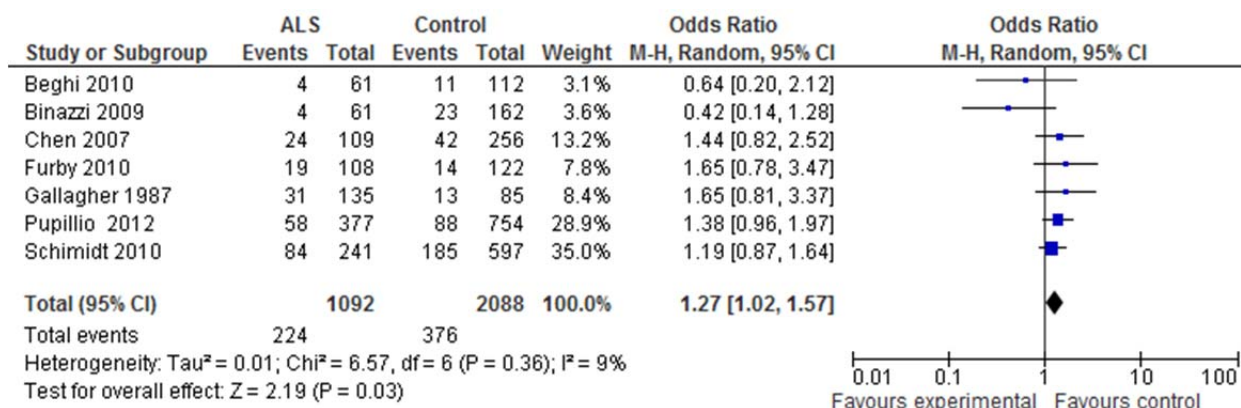 ALS Control Odds Ratio Odds Ratio
Study or Subgroup Events Total Events Total Weight M-H, Random, 95% CI M-H, Random, 95% CI
Beghi 2010 4 61 11 112 3.1% 0.64 [0.20, 2.12]
Binazzi 2009 4 61 23 162 3.6% 0.42 [0.14, 1.28]
Chen 2007 24 109 42 256 13.2% 1.44 [0.82, 2.52]
Furby 2010 19 108 14 122 7.8% 1.65 [0.78, 3.47]
Gallagher 1987 31 135 13 85 8.4% 1.65 [0.81, 3.37]
Pupillio 2012 58 377 88 754 28.9% 1.38 [0.96, 1.97]
Schimidt 2010 84 241 185 597 35.0% 1.19 [0.87, 1.64]
Total (95% CI) 1092 2088 100.0% 1.27 [1.02, 1.57]
Total events 224 376
Heterogeneity: Tau² = 0.01; Chi² = 6.57, df = 6 (P = 0.36); I² = 9%
Test for overall effect: Z = 2.19 (P = 0.03)
0.01 0.1 1 10 100
Favours experimental Favours control